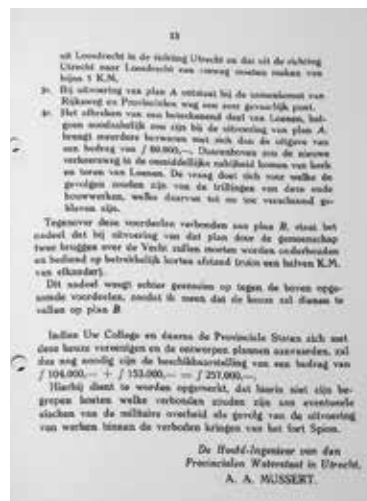 13
uit Loosdrecht in de richting Utrecht en dat uit de richting
Utrecht naar Loosdrecht een omweg moeten maken van
bijna 1 K.M.
3e. Bij uitvoering van plan A ontstaat bij de samenkomst van
Rijksweg en Provincialen weg een zeer gevaarlijk punt.
4e. Het afbreken van een beteekenend deel van Loenen, het-
geen noodzakelijk zou zijn bij de uitvoering van plan A,
brengt meerdere bezwaren met zich dan de uitgave van
een bedrag van ƒ 80.000,—. Daarenboven zou de nieuwe
verkeersweg in de onmiddellijke nabijheid komen van kerk
en toren van Loenen. De vraag doet zich voor welke de
gevolgen zouden zijn van de trillingen van deze oude
bouwwerken, welke daarvan tot nu toe verschoond ge-
bleven zijn.
Tegenover deze voordeelen verbonden aan plan B, staat het
nadeel dat bij uitvoering van dat plan door de gemeenschap
twee bruggen over de Vecht zullen moeten worden onderhouden
en bediend op betrekkelijk korten afstand (ruim een halven K.M.
van elkander).
Dit nadeel weegt echter geenszins op tegen de boven opge-
somde voordeelen, zoodat ik meen dat de keuze zal dienen te
vallen op plan B.
Indien Uw College en daarna de Provinciale Staten zich met
deze keuze vereenigen en de ontworpen plannen aanvaarden, zal
dus nog noodig zijn de beschikbaarstelling van een bedrag van
ƒ 104.000,— + ƒ 153.000,— = ƒ 257.000,—.
Hierbij dient te worden opgemerkt, dat hierin niet zijn be-
grepen kosten welke verbonden zouden zijn aan eventueele
eischen van de militaire overheid als gevolg van de uitvoering
van werken binnen de verboden kringen van het fort Spion.
De Hoofd-Ingenieur van den
Provincialen Waterstaat in Utrecht,
A. A. MUSSERT.